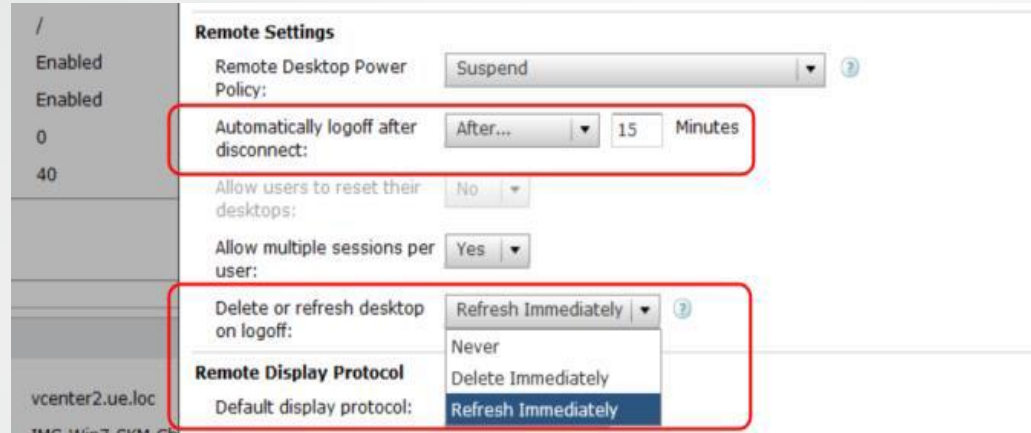 /
Enabled
Enabled
0
40
vcenter2.ue.loc
Remote Settings
Remote Desktop Power
Policy:
Suspend
Automatically logoff after
disconnect:
After...
15
Minutes
Allow users to reset their
desktops:
No
Allow multiple sessions per
user:
Yes
Delete or refresh desktop
on logoff:
Refresh Immediately
Never
Delete Immediately
Refresh Immediately
Remote Display Protocol
Default display protocol: